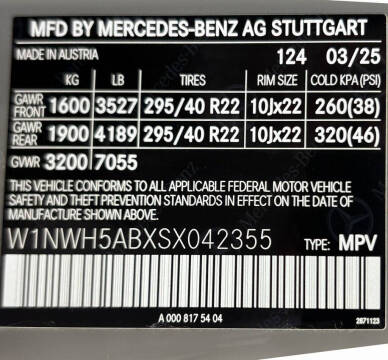 MFD BY MERCEDES-BENZ AG STUTTGART
MADE IN AUSTRIA 124 03/25
KG LB TIRES RIM SIZE COLD KPA(PSI)
GAWR FRONT 1600 3527 295/40 R22 10Jx22 260(38)
GAWR REAR 1900 4189 295/40 R22 10Jx22 320(46)
GVWR 3200 7055
THIS VEHICLE CONFORMS TO ALL APPLICABLE FEDERAL MOTOR VEHICLE
SAFETY AND THEFT PREVENTION STANDARDS IN EFFECT ON THE DATE OF
MANUFACTURE SHOWN ABOVE.
W1NWH5ABXSX042355 TYPE: MPV
A 000 817 54 04 2671123